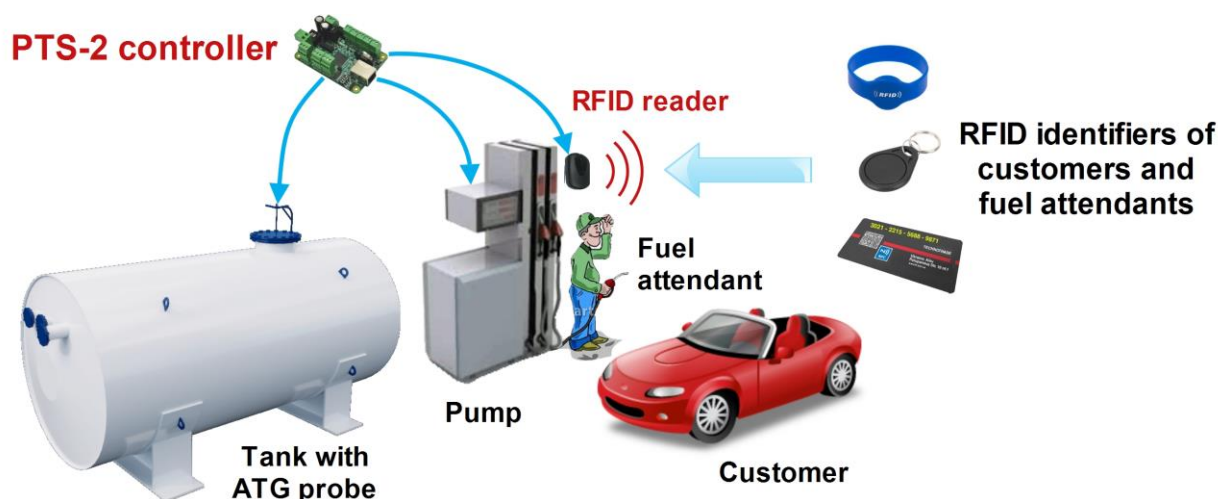 PTS-2 controller
RFID reader
RFID
RFID identifiers of
customers and
fuel attendants
Fuel
attendant
Pump
Tank with
ATG probe
Customer